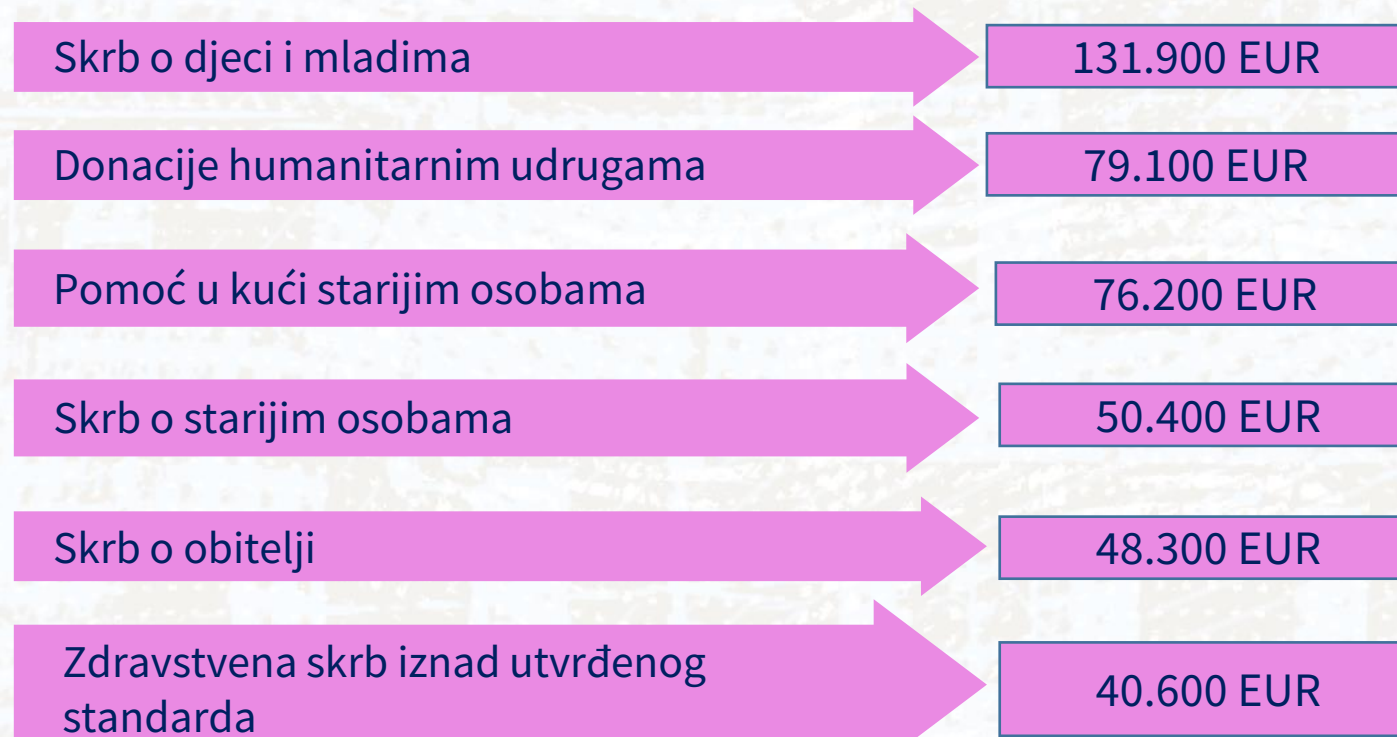 Skrb o djeci i mladima
131.900 EUR
Donacije humanitarnim udrugama
79.100 EUR
Pomoć u kući starijim osobama
76.200 EUR
Skrb o starijim osobama
50.400 EUR
Skrb o obitelji
48.300 EUR
Zdravstvena skrb iznad utvrđenog
standarda
40.600 EUR